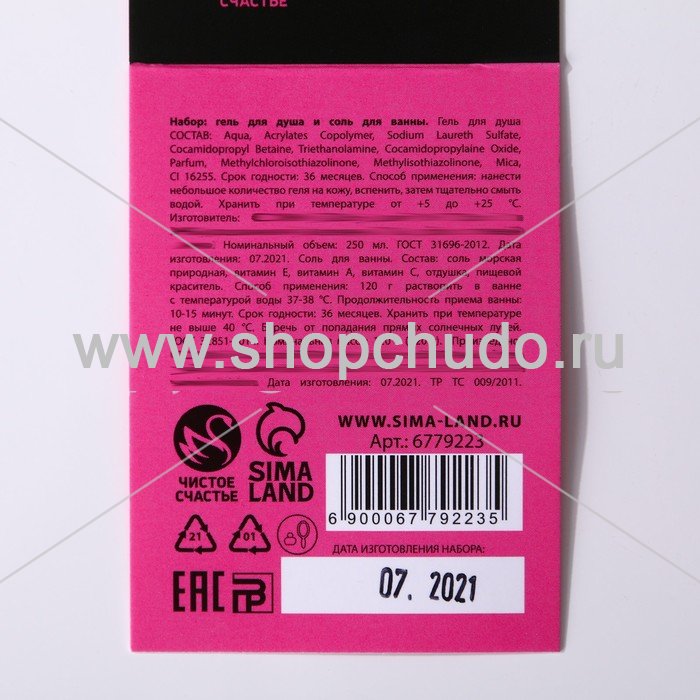 СЧАСТЬЕ
Набор: гель для душа и соль для ванны. Гель для душа
СОСТАВ: Aqua, Acrylates Copolymer, Sodium Laureth Sulfate,
Cocamidopropyl Betaine, Triethanolamine, Cocamidopropylaine Oxide,
Parfum, Methylchloroisothiazolinone, Methylisothiazolinone, Mica,
CI 16255. Срок годности: 36 месяцев. Способ применения: нанести
небольшое количество геля на кожу, вспенить, затем тщательно смыть
водой. Хранить при температуре от +5 до +25 °С.
Изготовитель:
Номинальный объем: 250 мл. ГОСТ 31696-2012. Дата
изготовления: 07.2021. Соль для ванны. Состав: соль морская
природная, витамин Е, витамин А, витамин С, отдушка, пищевой
краситель. Способ применения: 120 г растворить в ванне
с температурой воды 37-38 °С. Продолжительность приема ванны:
10-15 минут. Срок годности: 36 месяцев. Хранить при температуре
не выше 40 °С. Беречь от попадания прямых солнечных лучей.
www.shopchudo.ru
Дата изготовления: 07.2021. ТР ТС 009/2011.
WWW.SIMA-LAND.RU
Арт.: 6779223
ЧИСТОЕ
СЧАСТЬЕ
SIMA
LAND
6 900067 792235
21
01
ДАТА ИЗГОТОВЛЕНИЯ НАБОРА:
07. 2021
EAC